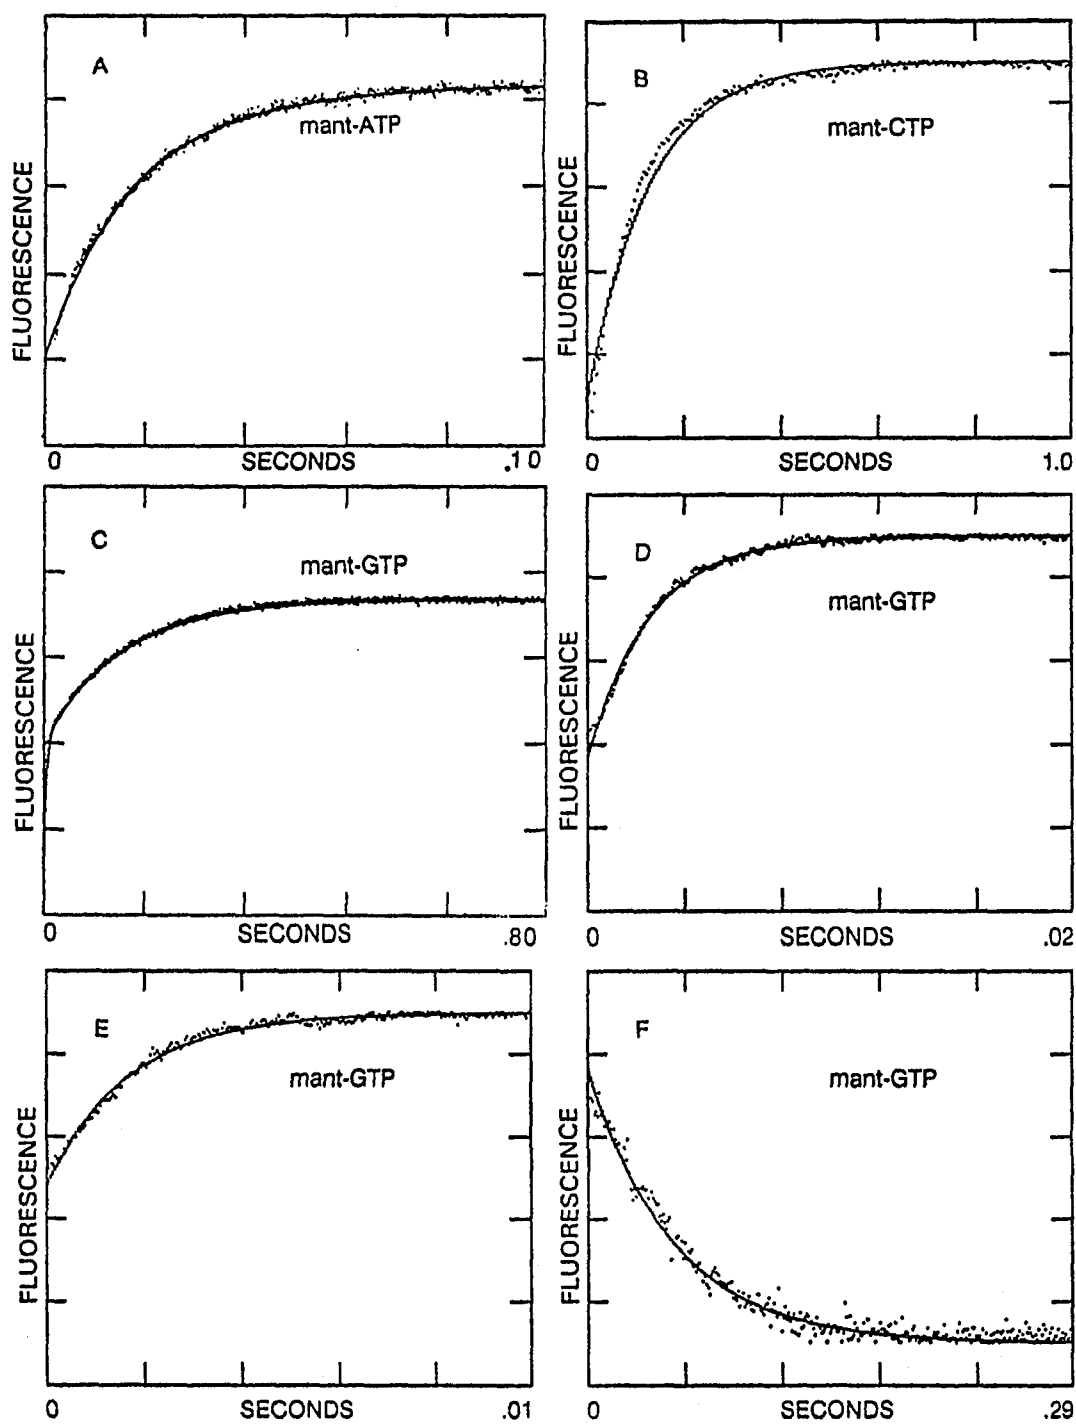 A
mant-ATP
FLUORESCENCE
0 SECONDS .10
B
mant-CTP
FLUORESCENCE
0 SECONDS 1.0
C
mant-GTP
FLUORESCENCE
0 SECONDS .80
D
mant-GTP
FLUORESCENCE
0 SECONDS .02
E
mant-GTP
FLUORESCENCE
0 SECONDS .01
F
mant-GTP
FLUORESCENCE
0 SECONDS .29